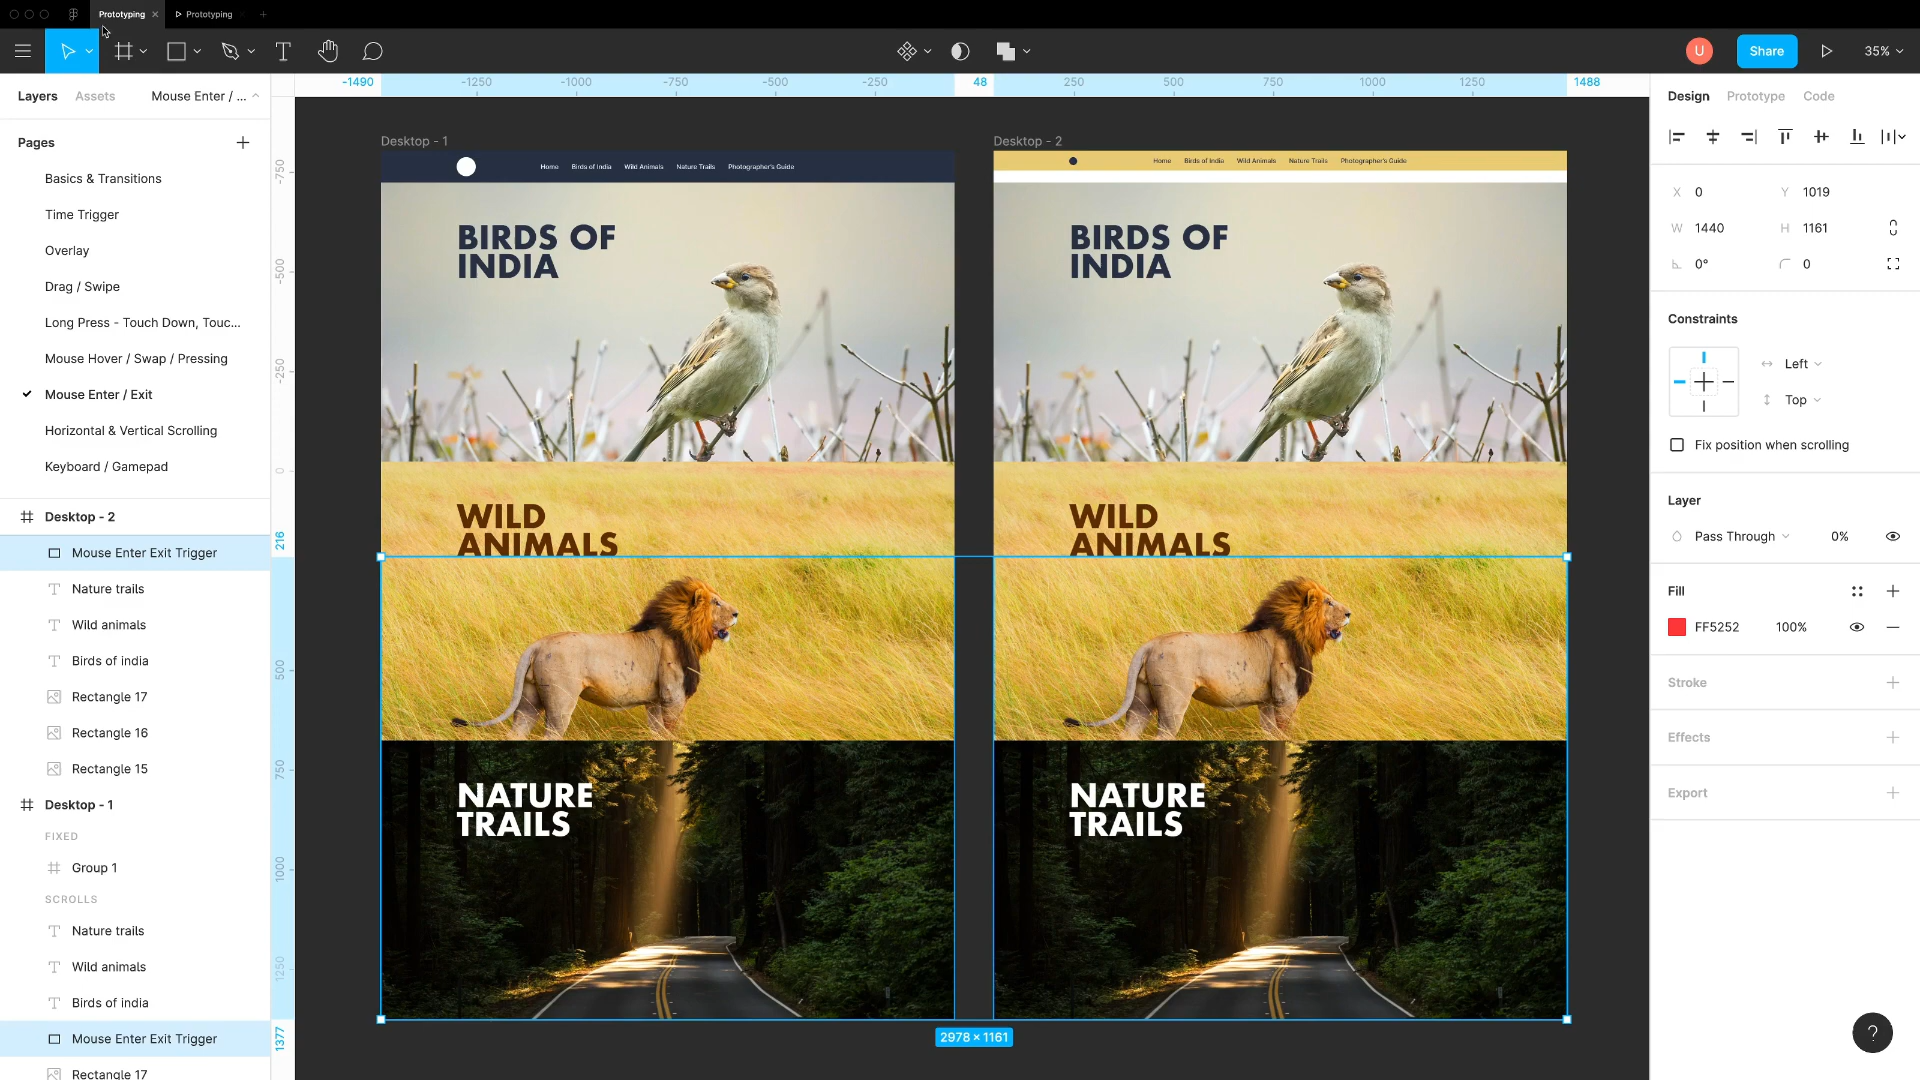 Prototyping
Prototyping
U
Share
35%
Layers
Assets
Mouse Enter / ...
-1490
-1250
-1000
-750
-500
-250
48
250
500
750
1000
1250
1488
Design
Prototype
Code
Pages
Basics & Transitions
Time Trigger
Overlay
Drag / Swipe
Long Press - Touch Down, Touc...
Mouse Hover / Swap / Pressing
Mouse Enter / Exit
Horizontal & Vertical Scrolling
Keyboard / Gamepad
Desktop - 2
Mouse Enter Exit Trigger
Nature trails
Wild animals
Birds of india
Rectangle 17
Rectangle 16
Rectangle 15
Desktop - 1
FIXED
Group 1
SCROLLS
Nature trails
Wild animals
Birds of india
Mouse Enter Exit Trigger
Rectangle 17
-750
-500
-250
0
216
500
750
1000
1250
1377
Desktop - 1
Home Birds of India Wild Animals Nature Trails Photographer's Guide
BIRDS OF
INDIA
WILD
ANIMALS
NATURE
TRAILS
Desktop - 2
Home Birds of India Wild Animals Nature Trails Photographer's Guide
BIRDS OF
INDIA
WILD
ANIMALS
NATURE
TRAILS
2978 × 1161
X 0 Y 1019
W 1440 H 1161
0° 0
Constraints
Left
Top
Fix position when scrolling
Layer
Pass Through 0%
Fill
FF5252 100%
Stroke
Effects
Export
?